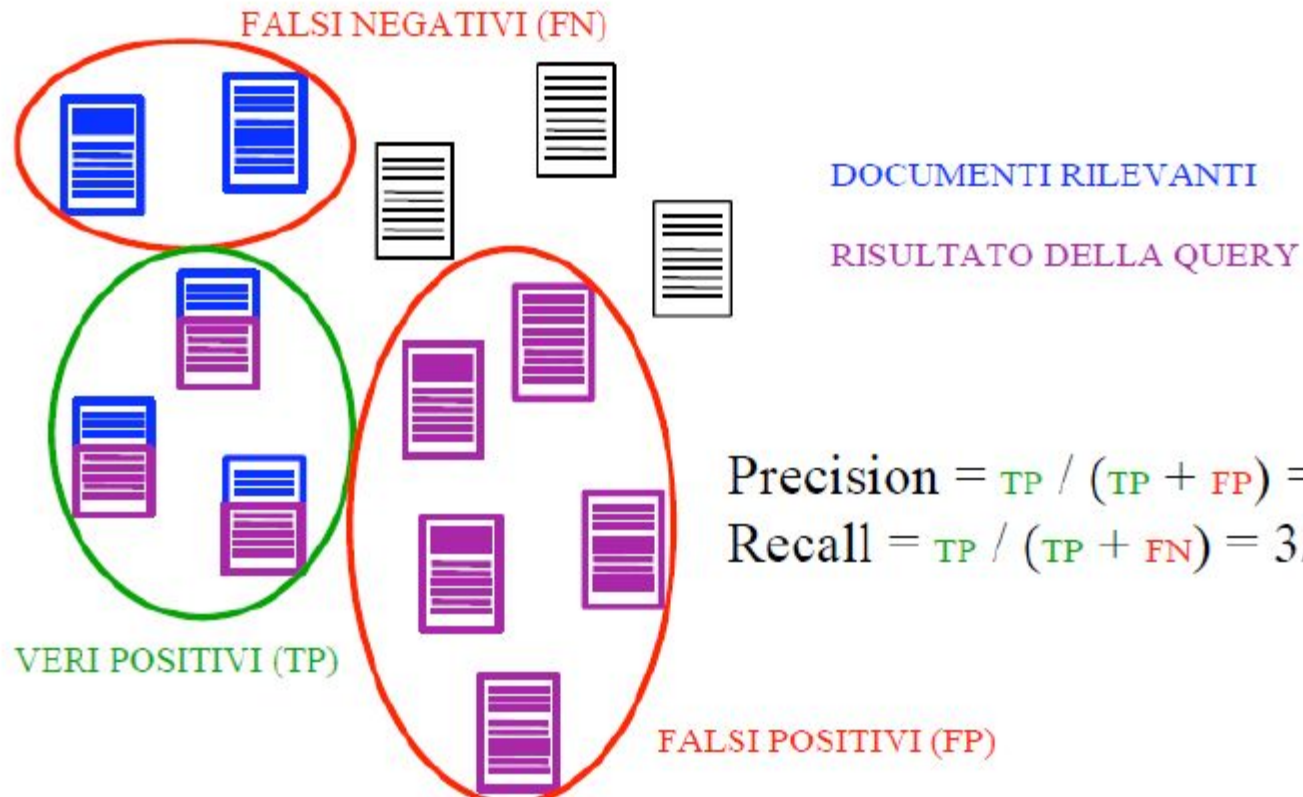 FALSI NEGATIVI (FN)
DOCUMENTI RILEVANTI
RISULTATO DELLA QUERY
Precision = TP / (TP + FP) =
Recall = TP / (TP + FN) = 3
VERI POSITIVI (TP)
FALSI POSITIVI (FP)